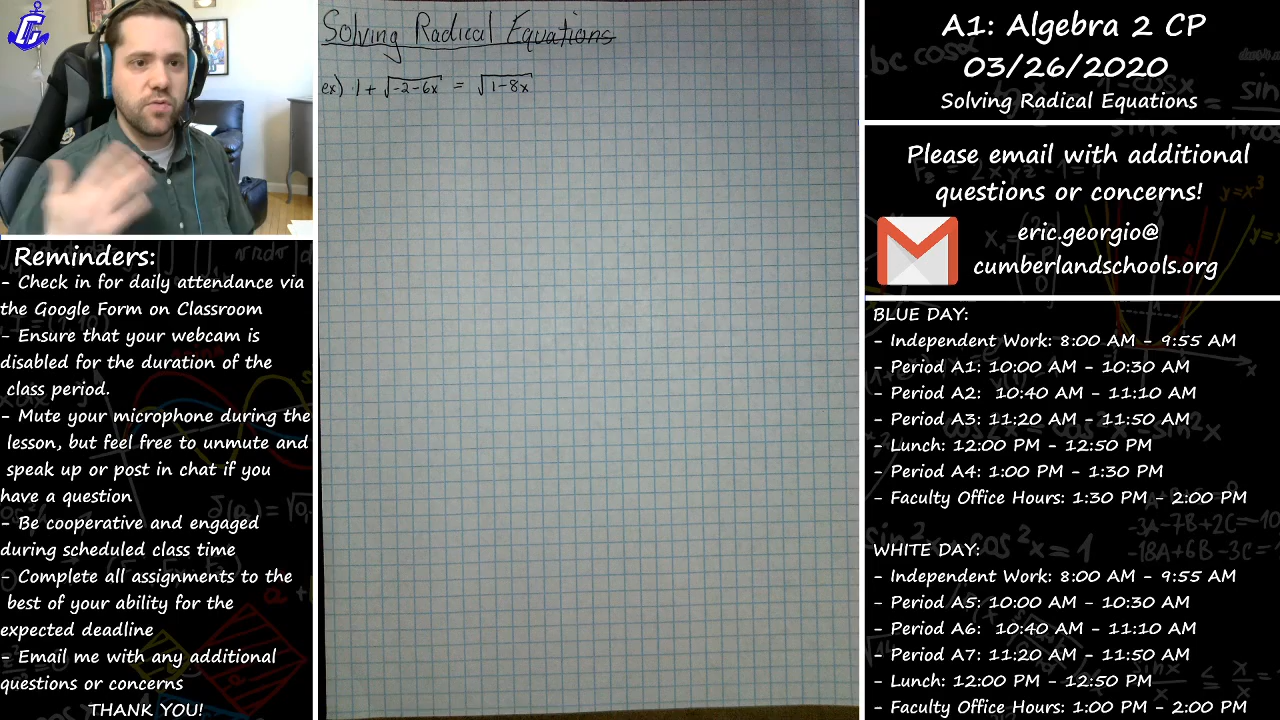 Solving Radical Equations
ex) 1 + √-2-6x = √1-8x
Reminders:
- Check in for daily attendance via
the Google Form on Classroom
- Ensure that your webcam is
disabled for the duration of the
class period.
- Mute your microphone during the
lesson, but feel free to unmute and
speak up or post in chat if you
have a question
- Be cooperative and engaged
during scheduled class time
- Complete all assignments to the
best of your ability for the
expected deadline
- Email me with any additional
questions or concerns
THANK YOU!
A1: Algebra 2 CP
03/26/2020
Solving Radical Equations
Please email with additional
questions or concerns!
eric.georgio@
cumberlandschools.org
BLUE DAY:
- Independent Work: 8:00 AM - 9:55 AM
- Period A1: 10:00 AM - 10:30 AM
- Period A2: 10:40 AM - 11:10 AM
- Period A3: 11:20 AM - 11:50 AM
- Lunch: 12:00 PM - 12:50 PM
- Period A4: 1:00 PM - 1:30 PM
- Faculty Office Hours: 1:30 PM - 2:00 PM
WHITE DAY:
- Independent Work: 8:00 AM - 9:55 AM
- Period A5: 10:00 AM - 10:30 AM
- Period A6: 10:40 AM - 11:10 AM
- Period A7: 11:20 AM - 11:50 AM
- Lunch: 12:00 PM - 12:50 PM
- Faculty Office Hours: 1:00 PM - 2:00 PM